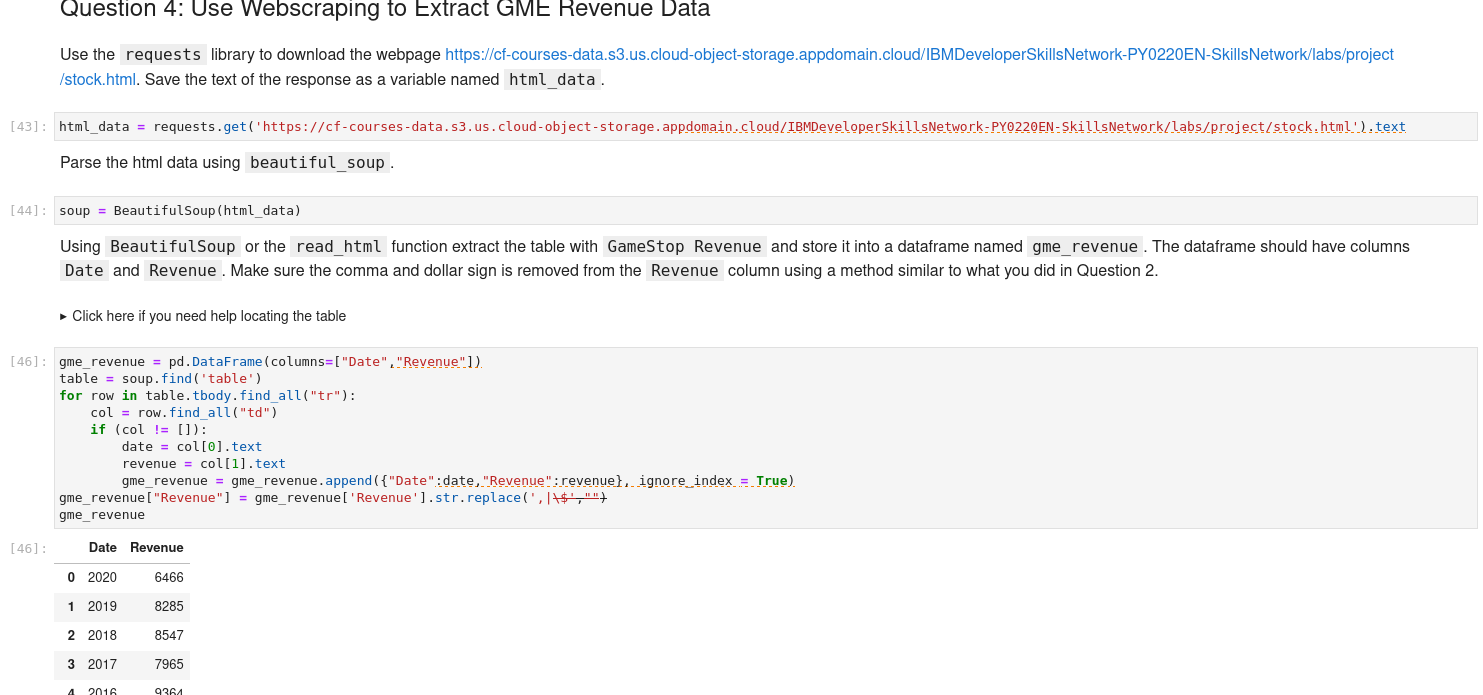 Question 4: Use Webscraping to Extract GME Revenue Data
Use the requests library to download the webpage https://cf-courses-data.s3.us.cloud-object-storage.appdomain.cloud/IBMDeveloperSkillsNetwork-PY0220EN-SkillsNetwork/labs/project
/stock.html. Save the text of the response as a variable named html_data.
[43]: html_data = requests.get('https://cf-courses-data.s3.us.cloud-object-storage.appdomain.cloud/IBMDeveloperSkillsNetwork-PY0220EN-SkillsNetwork/labs/project/stock.html').text
Parse the html data using beautiful_soup.
[44]: soup = BeautifulSoup(html_data)
Using BeautifulSoup or the read_html function extract the table with GameStop Revenue and store it into a dataframe named gme_revenue. The dataframe should have columns
Date and Revenue. Make sure the comma and dollar sign is removed from the Revenue column using a method similar to what you did in Question 2.
▸ Click here if you need help locating the table
[46]: gme_revenue = pd.DataFrame(columns=["Date","Revenue"])
table = soup.find('table')
for row in table.tbody.find_all("tr"):
    col = row.find_all("td")
    if (col != []):
        date = col[0].text
        revenue = col[1].text
        gme_revenue = gme_revenue.append({"Date":date,"Revenue":revenue}, ignore_index = True)
gme_revenue["Revenue"] = gme_revenue['Revenue'].str.replace(',|\$',"")
gme_revenue
[46]: Date Revenue
0 2020 6466
1 2019 8285
2 2018 8547
3 2017 7965
4 2016 9364